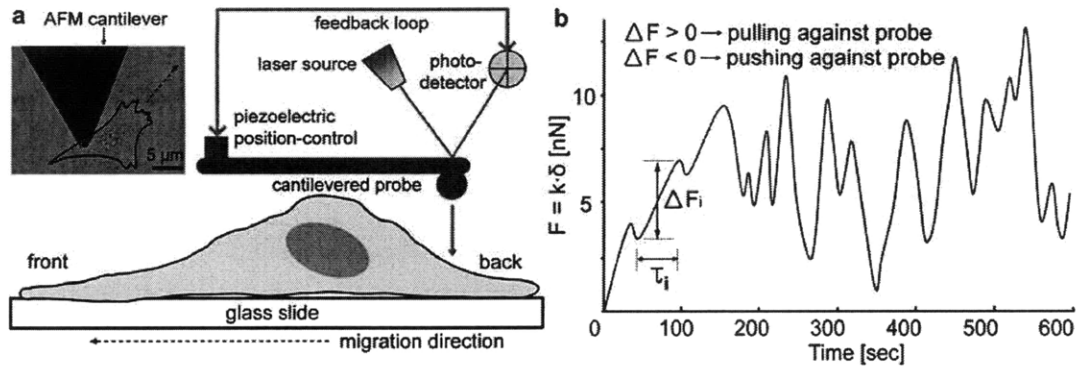 a
AFM cantilever
5 µm
feedback loop
laser source
photo-
detector
piezoelectric
position-control
cantilevered probe
front
back
glass slide
migration direction
b
ΔF > 0 → pulling against probe
ΔF < 0 → pushing against probe
F = k·δ [nN]
10
5
ΔFi
τi
0
100
200
300
400
500
600
Time [sec]